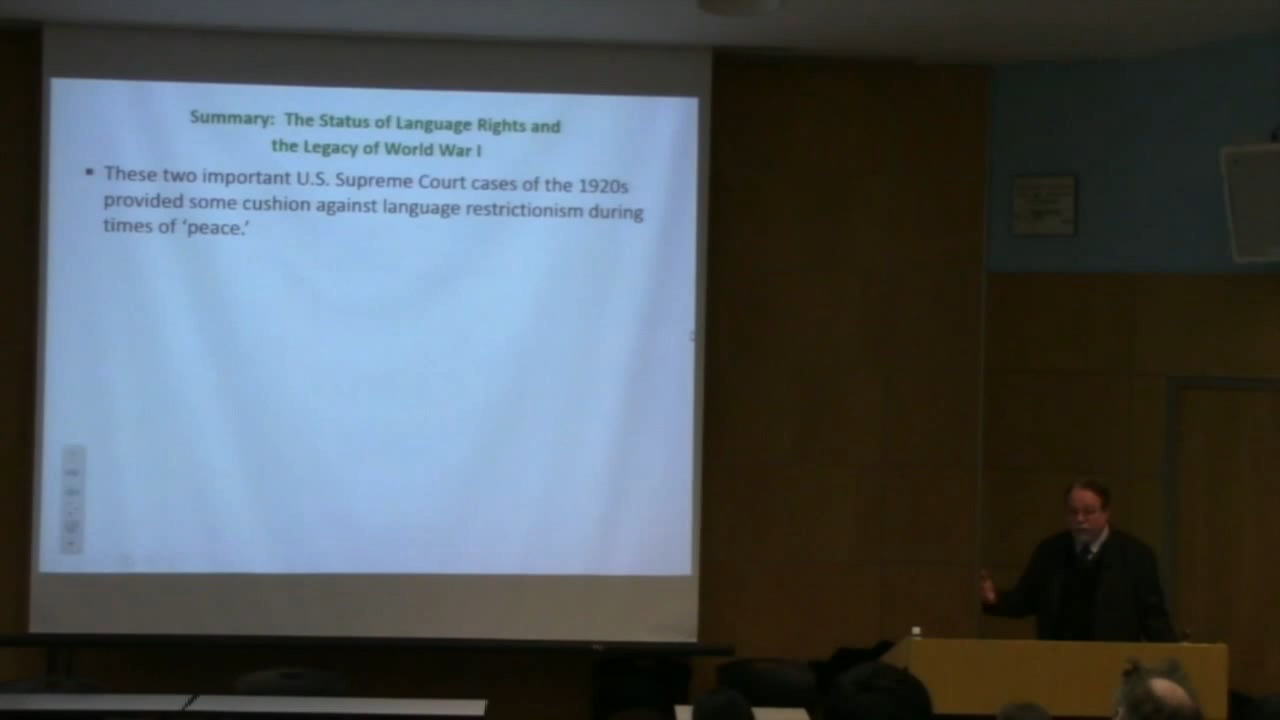 Summary: The Status of Language Rights and
the Legacy of World War I
▪ These two important U.S. Supreme Court cases of the 1920s
provided some cushion against language restrictionism during
times of ‘peace.’